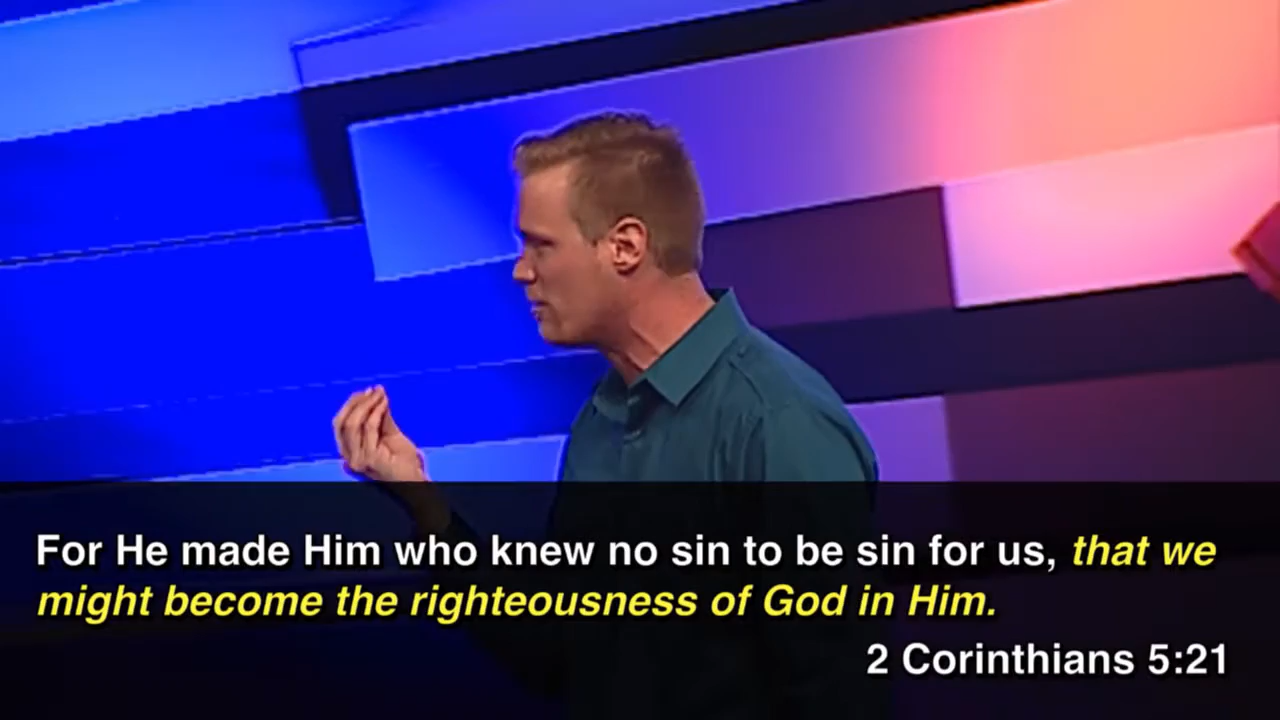 For He made Him who knew no sin to be sin for us, that we
might become the righteousness of God in Him.
2 Corinthians 5:21